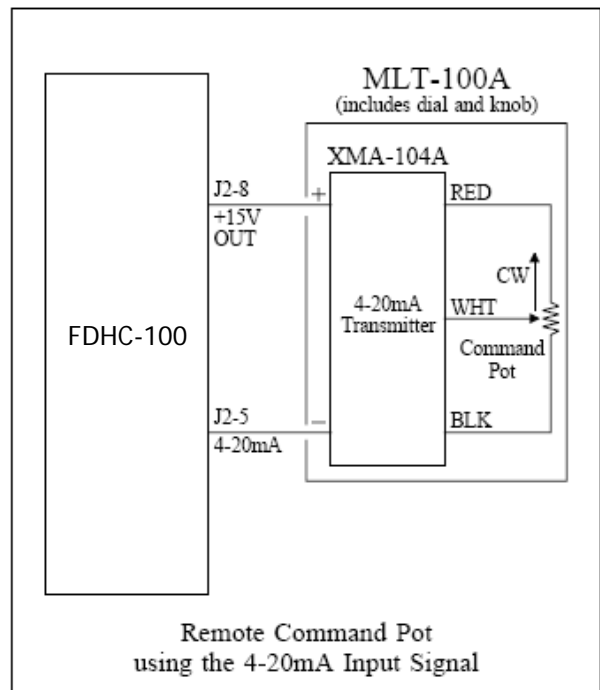 MLT-100A
(includes dial and knob)
XMA-104A
J2-8
+15V
OUT
+
RED
CW
FDHC-100
4-20mA
Transmitter
WHT
Command
Pot
J2-5
4-20mA
−
BLK
Remote Command Pot
using the 4-20mA Input Signal